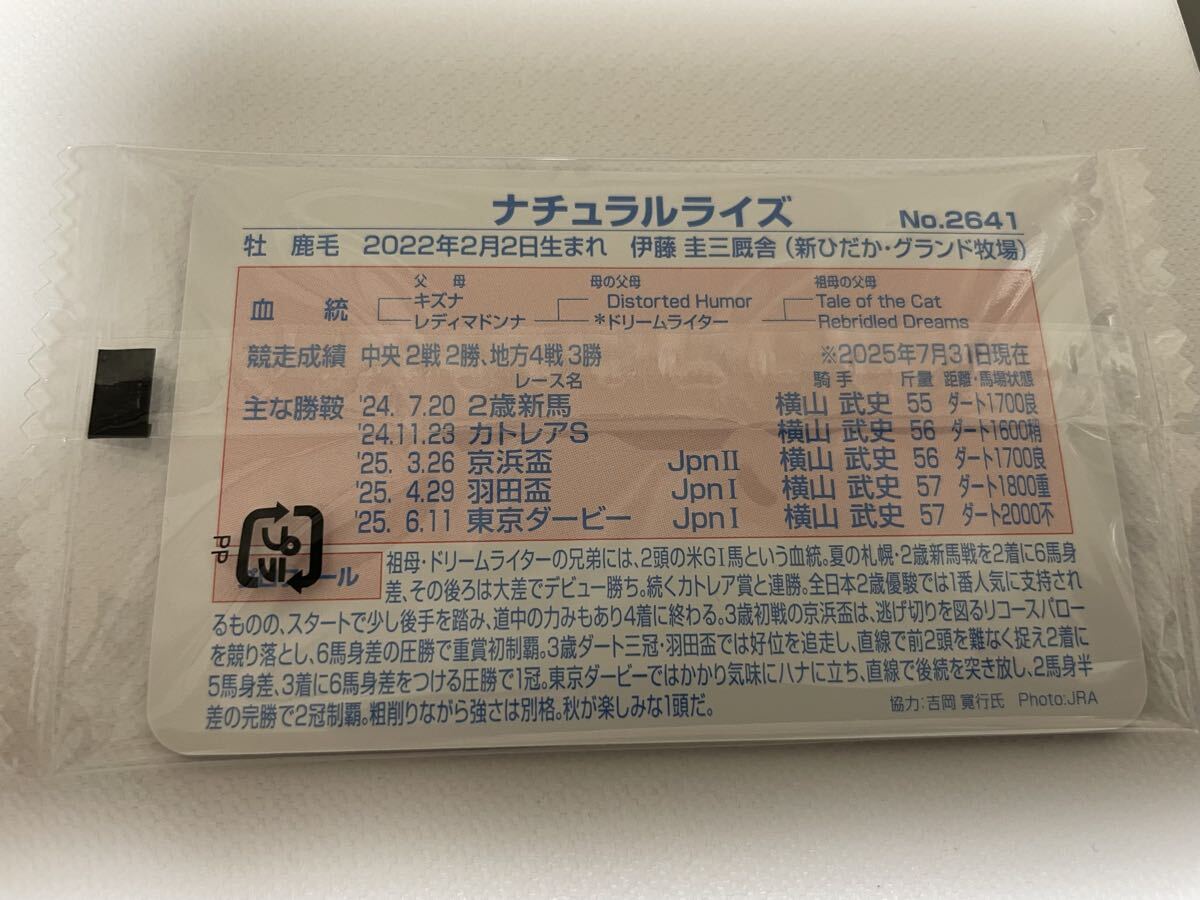 ナチュラルライズ No.2641
牡 鹿毛 2022年2月2日生まれ 伊藤 圭三厩舎(新ひだか・グランド牧場)
父 母 母の父母 祖母の父母
血 統 キズナ Distorted Humor Tale of the Cat
レディマドンナ *ドリームライター Rebridled Dreams
競走成績 中央2戦2勝、地方4戦3勝 ※2025年7月31日現在
レース名 騎手 斤量 距離・馬場状態
主な勝鞍 '24. 7.20 2歳新馬 横山 武史 55 ダート1700良
'24.11.23 カトレアS 横山 武史 56 ダート1600稍
'25. 3.26 京浜盃 JpnⅡ 横山 武史 56 ダート1700良
'25. 4.29 羽田盃 JpnⅠ 横山 武史 57 ダート1800重
'25. 6.11 東京ダービー JpnⅠ 横山 武史 57 ダート2000不
PP プラ
ール 祖母・ドリームライターの兄弟には、2頭の米GⅠ馬という血統。夏の札幌・2歳新馬戦を2着に6馬身
差、その後ろは大差でデビュー勝ち。続くカトレア賞と連勝。全日本2歳優駿では1番人気に支持され
るものの、スタートで少し後手を踏み、道中の力みもあり4着に終わる。3歳初戦の京浜盃は、逃げ切りを図るリコースパロー
を競り落とし、6馬身差の圧勝で重賞初制覇。3歳ダート三冠・羽田盃では好位を追走し、直線で前2頭を難なく捉え2着に
5馬身差、3着に6馬身差をつける圧勝で1冠。東京ダービーではかかり気味にハナに立ち、直線で後続を突き放し、2馬身半
差の完勝で2冠制覇。粗削りながら強さは別格。秋が楽しみな1頭だ。 協力:吉岡 寛行氏 Photo:JRA